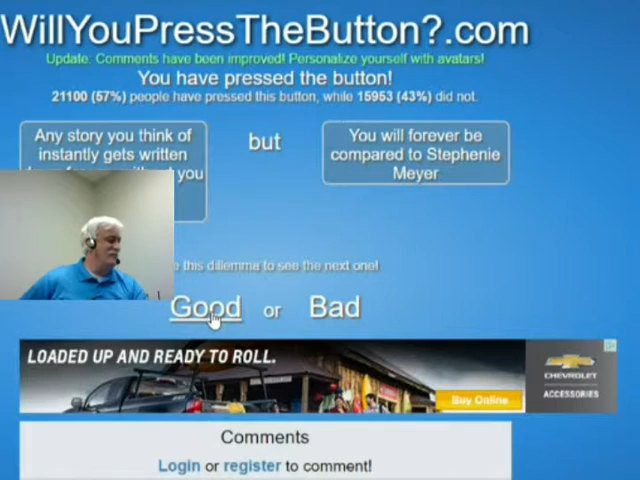 WillYouPressTheButton?.com
Update: Comments have been improved! Personalize yourself with avatars!
You have pressed the button!
21100 (57%) people have pressed this button, while 15953 (43%) did not.
Any story you think of
instantly gets written
you
but
You will forever be
compared to Stephenie
Meyer
this dilemma to see the next one!
Good or Bad
LOADED UP AND READY TO ROLL.
Buy Online
CHEVROLET
ACCESSORIES
Comments
Login or register to comment!